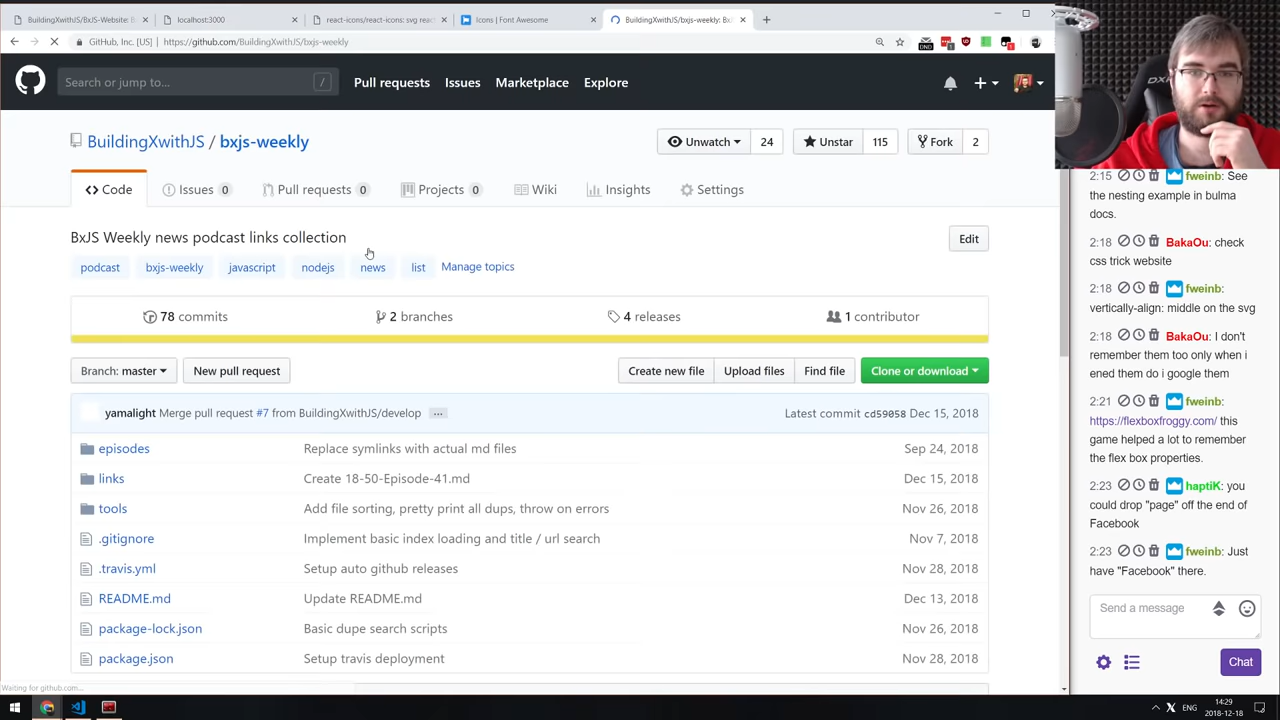 BuildingXwithJS/BxJS-Website: B
localhost:3000
react-icons/react-icons: svg reac
Icons | Font Awesome
BuildingXwithJS/bxjs-weekly: BxJ
GitHub, Inc. [US] | https://github.com/BuildingXwithJS/bxjs-weekly
Search or jump to...
/
Pull requests
Issues
Marketplace
Explore
BuildingXwithJS / bxjs-weekly
Unwatch 24
Unstar 115
Fork 2
Code
Issues 0
Pull requests 0
Projects 0
Wiki
Insights
Settings
BxJS Weekly news podcast links collection
Edit
podcast bxjs-weekly javascript nodejs news list Manage topics
78 commits
2 branches
4 releases
1 contributor
Branch: master
New pull request
Create new file
Upload files
Find file
Clone or download
yamalight Merge pull request #7 from BuildingXwithJS/develop ...
Latest commit cd59058 Dec 15, 2018
episodes Replace symlinks with actual md files Sep 24, 2018
links Create 18-50-Episode-41.md Dec 15, 2018
tools Add file sorting, pretty print all dups, throw on errors Nov 26, 2018
.gitignore Implement basic index loading and title / url search Nov 7, 2018
.travis.yml Setup auto github releases Nov 28, 2018
README.md Update README.md Dec 13, 2018
package-lock.json Basic dupe search scripts Nov 26, 2018
package.json Setup travis deployment Nov 28, 2018
Waiting for github.com...
2:15 fweinb: See
the nesting example in bulma
docs.
2:18 BakaOu: check
css trick website
2:18 fweinb:
vertically-align: middle on the svg
2:18 BakaOu: I don't
remember them too only when i
ened them do i google them
2:21 fweinb:
https://flexboxfroggy.com/ this
game helped a lot to remember
the flex box properties.
2:23 haptiK: you
could drop "page" off the end of
Facebook
2:23 fweinb: Just
have "Facebook" there.
Send a message
Chat
ENG
14:29
2018-12-18